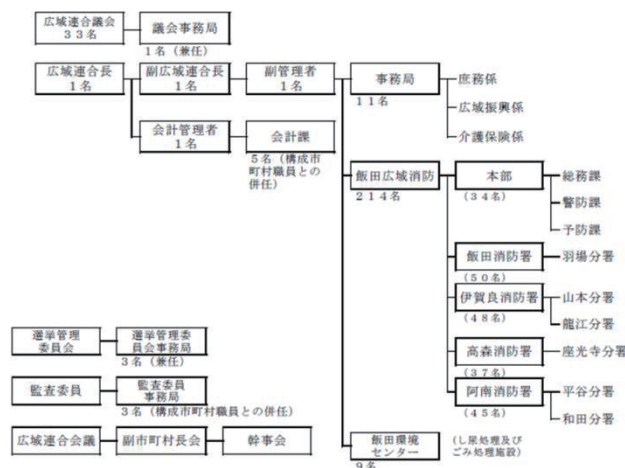 広域連合議会
33名
議会事務局
1名（兼任）
広域連合長
1名
副広域連合長
1名
副管理者
1名
事務局
11名
庶務係
広域振興係
介護保険係
会計管理者
1名
会計課
5名（構成市
町村職員との
併任）
飯田広域消防
214名
本部
(34名)
総務課
警防課
予防課
飯田消防署
(50名)
羽場分署
伊賀良消防署
(48名)
山本分署
龍江分署
高森消防署
(37名)
座光寺分署
阿南消防署
(45名)
平谷分署
和田分署
選挙管理
委員会
選挙管理委
員会事務局
3名（兼任）
監査委員
監査委員
事務局
3名（構成市町村職員との併任）
広域連合会議
副市町村長会
幹事会
飯田環境
センター
9名
（し尿処理及び
ごみ処理施設）